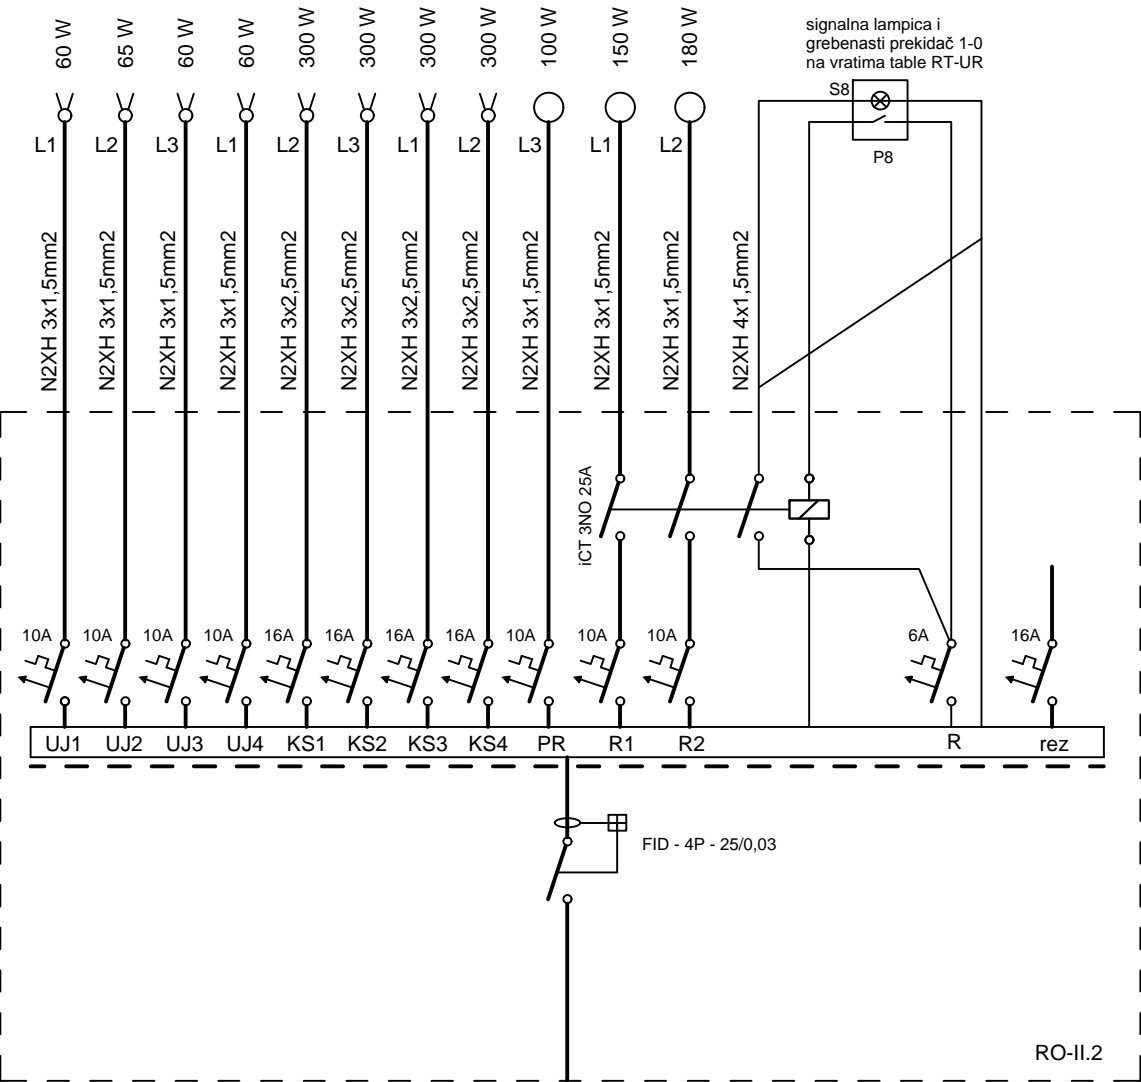 60 W
65 W
60 W
60 W
300 W
300 W
300 W
300 W
100 W
150 W
180 W
signalna lampica i
grebenasti prekidač 1-0
na vratima table RT-UR
S8
P8
L1
L2
L3
L1
L2
L3
L1
L2
L3
L1
L2
N2XH 3x1,5mm2
N2XH 3x1,5mm2
N2XH 3x1,5mm2
N2XH 3x1,5mm2
N2XH 3x2,5mm2
N2XH 3x2,5mm2
N2XH 3x2,5mm2
N2XH 3x2,5mm2
N2XH 3x1,5mm2
N2XH 3x1,5mm2
N2XH 3x1,5mm2
N2XH 4x1,5mm2
iCT 3NO 25A
10A
10A
10A
10A
16A
16A
16A
16A
10A
10A
10A
6A
16A
UJ1
UJ2
UJ3
UJ4
KS1
KS2
KS3
KS4
PR
R1
R2
R
rez
FID - 4P - 25/0,03
RO-II.2